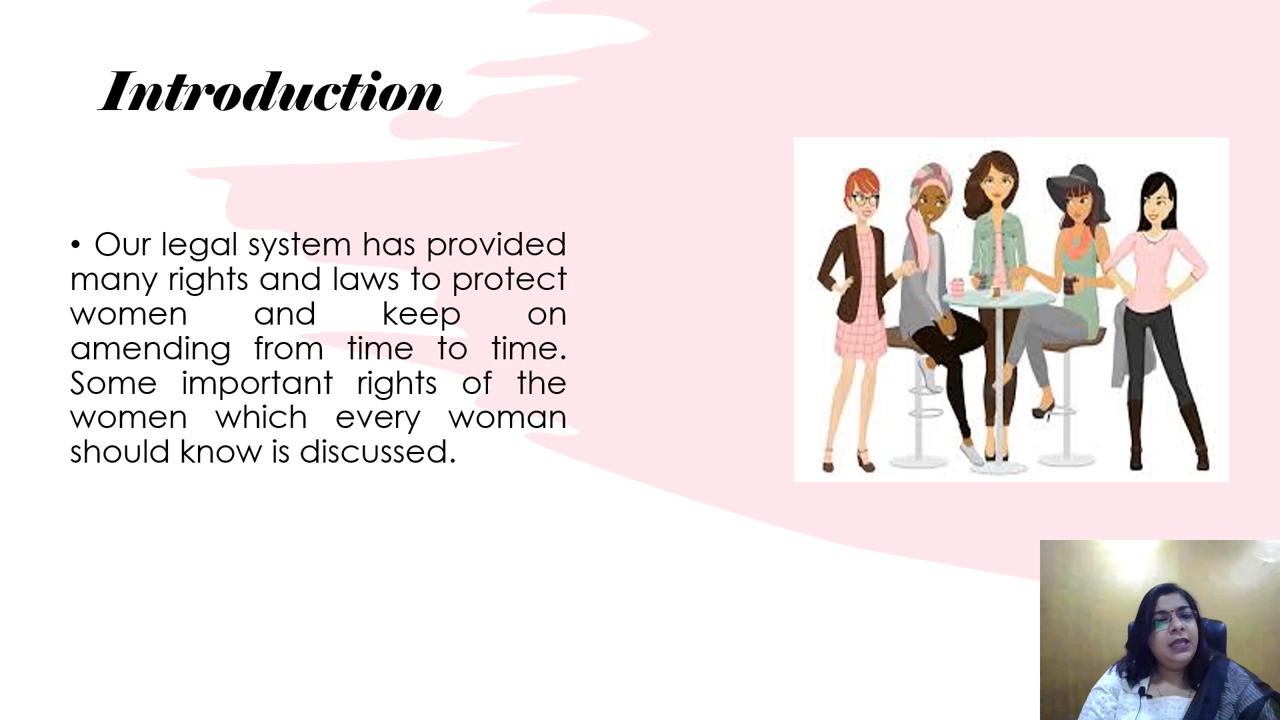 Introduction
• Our legal system has provided
many rights and laws to protect
women and keep on
amending from time to time.
Some important rights of the
women which every woman
should know is discussed.